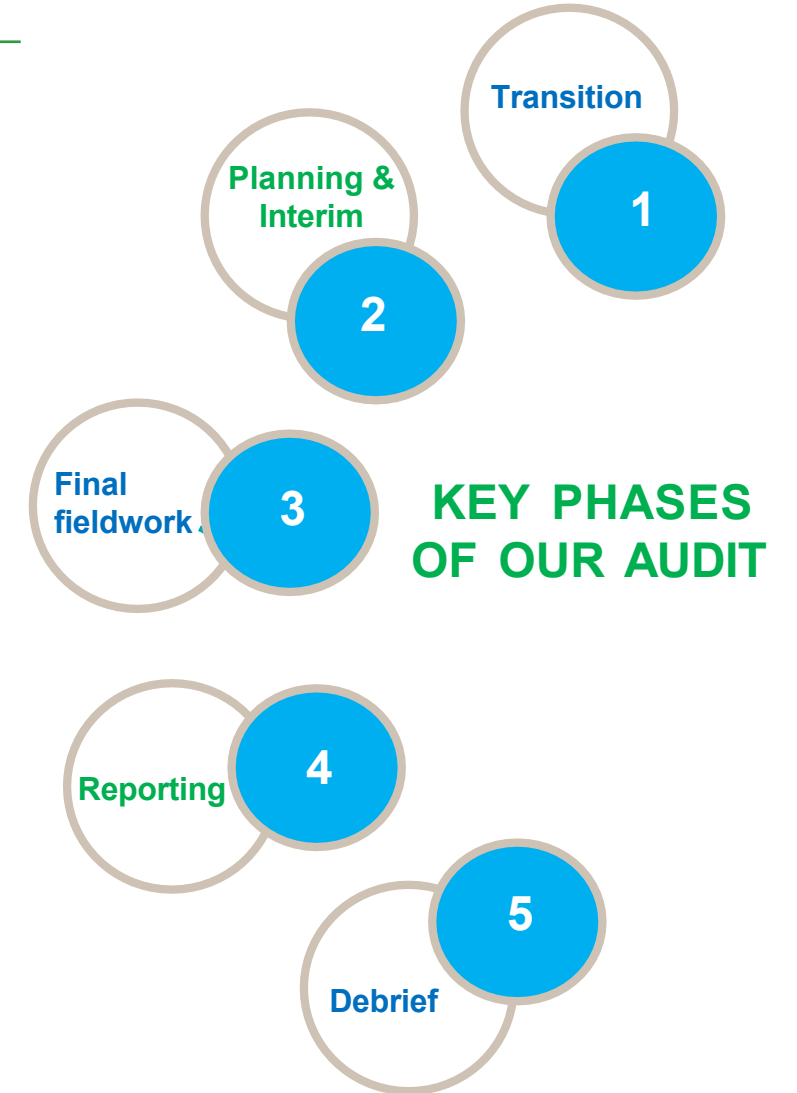 Transition
1
Planning &
Interim
2
Final
fieldwork
3
KEY PHASES
OF OUR AUDIT
4
Reporting
5
Debrief